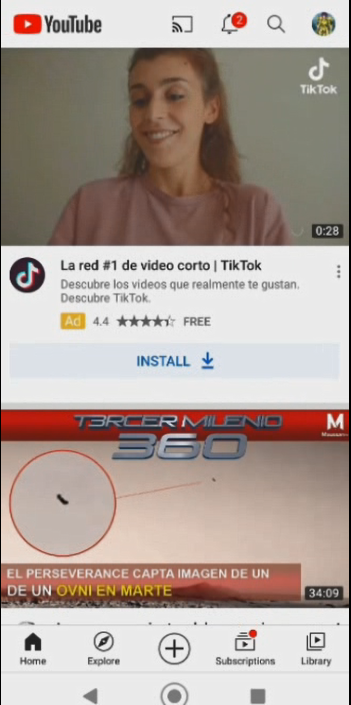 YouTube
2
TikTok
0:28
La red #1 de video corto | TikTok
Descubre los videos que realmente te gustan.
Descubre TikTok.
Ad 4.4 FREE
INSTALL
T3RCER MILENIO
360
M
EL PERSEVERANCE CAPTA IMAGEN DE UN
DE UN OVNI EN MARTE
34:09
Home
Explore
Subscriptions
Library